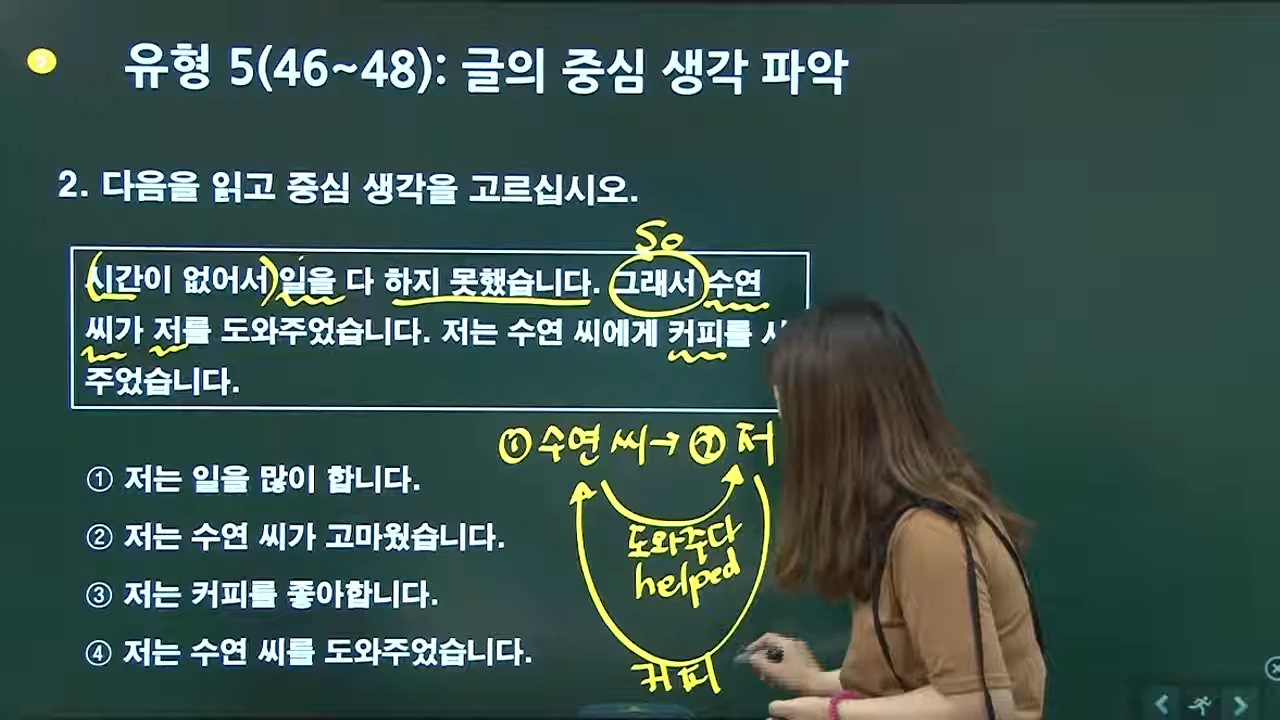 유형 5(46~48): 글의 중심 생각 파악
2. 다음을 읽고 중심 생각을 고르십시오.
So
시간이 없어서 일을 다 하지 못했습니다. 그래서 수연
씨가 저를 도와주었습니다. 저는 수연 씨에게 커피를
주었습니다.
① 수연 씨 → ② 저
① 저는 일을 많이 합니다.
② 저는 수연 씨가 고마웠습니다.
③ 저는 커피를 좋아합니다.
④ 저는 수연 씨를 도와주었습니다.
도와주다
helped
커피